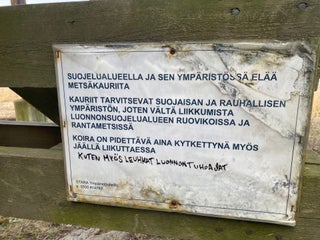 SUOJELUALUEELLA JA SEN YMPÄRISTÖSSÄ ELÄÄ
METSÄKAURIITA
KAURIIT TARVITSEVAT SUOJAISAN JA RAUHALLISEN
YMPÄRISTÖN, JOTEN VÄLTÄ LIIKKUMISTA
LUONNONSUOJELUALUEEN RUOVIKOISSA JA
RANTAMETSISSÄ
KOIRA ON PIDETTÄVÄ AINA KYTKETTYNÄ MYÖS
JÄÄLLÄ LIIKUTTAESSA
KUTEN MYÖS LEUHKAT LUONNONTUHOAJAT